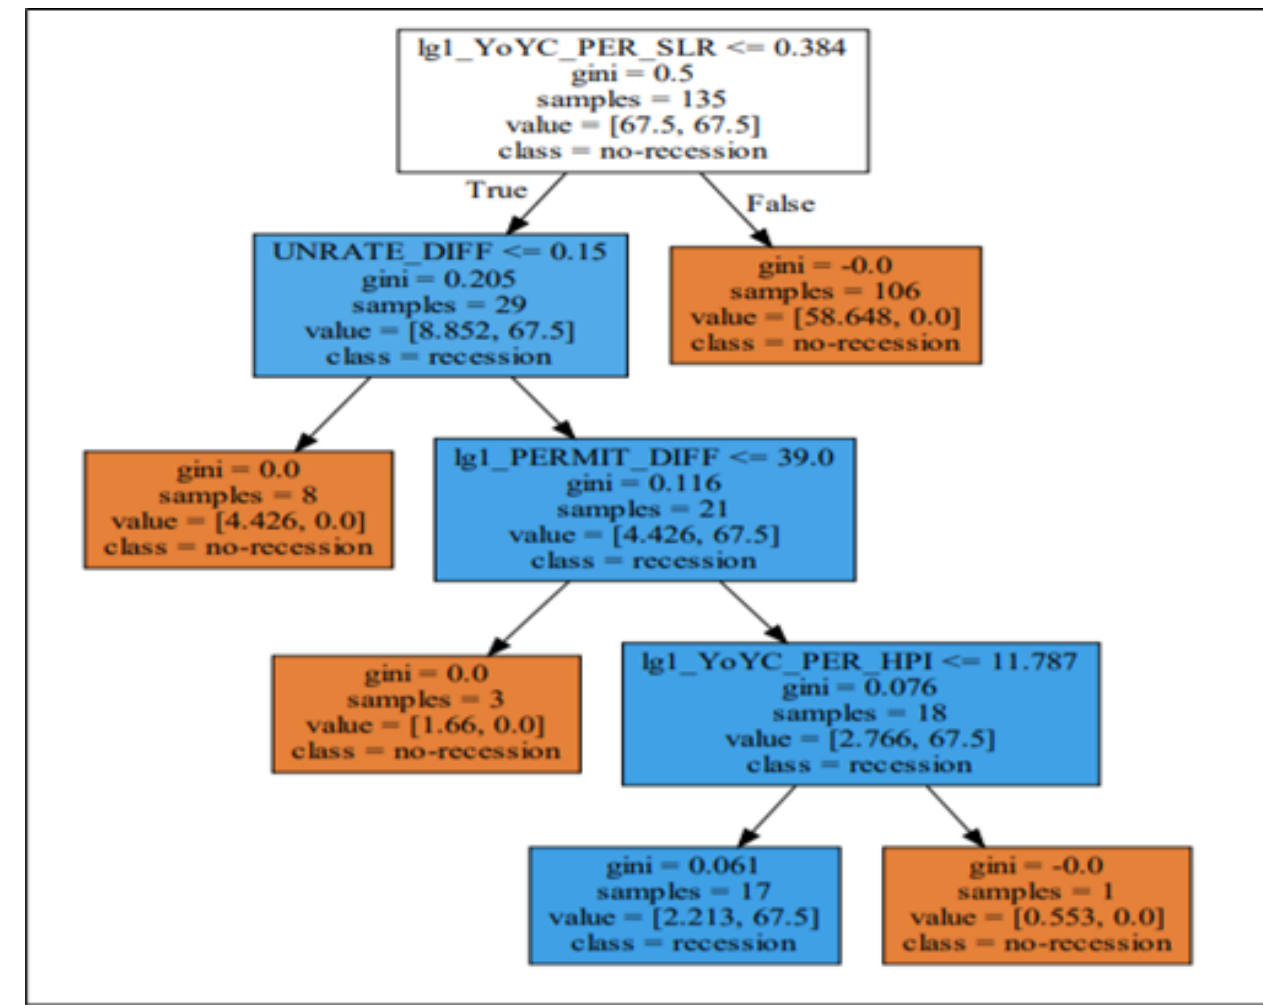 lg1_YoYC_PER_SLR <= 0.384
gini = 0.5
samples = 135
value = [67.5, 67.5]
class = no-recession
True
False
UNRATE_DIFF <= 0.15
gini = 0.205
samples = 29
value = [8.852, 67.5]
class = recession
gini = -0.0
samples = 106
value = [58.648, 0.0]
class = no-recession
gini = 0.0
samples = 8
value = [4.426, 0.0]
class = no-recession
lg1_PERMIT_DIFF <= 39.0
gini = 0.116
samples = 21
value = [4.426, 67.5]
class = recession
gini = 0.0
samples = 3
value = [1.66, 0.0]
class = no-recession
lg1_YoYC_PER_HPI <= 11.787
gini = 0.076
samples = 18
value = [2.766, 67.5]
class = recession
gini = 0.061
samples = 17
value = [2.213, 67.5]
class = recession
gini = -0.0
samples = 1
value = [0.553, 0.0]
class = no-recession